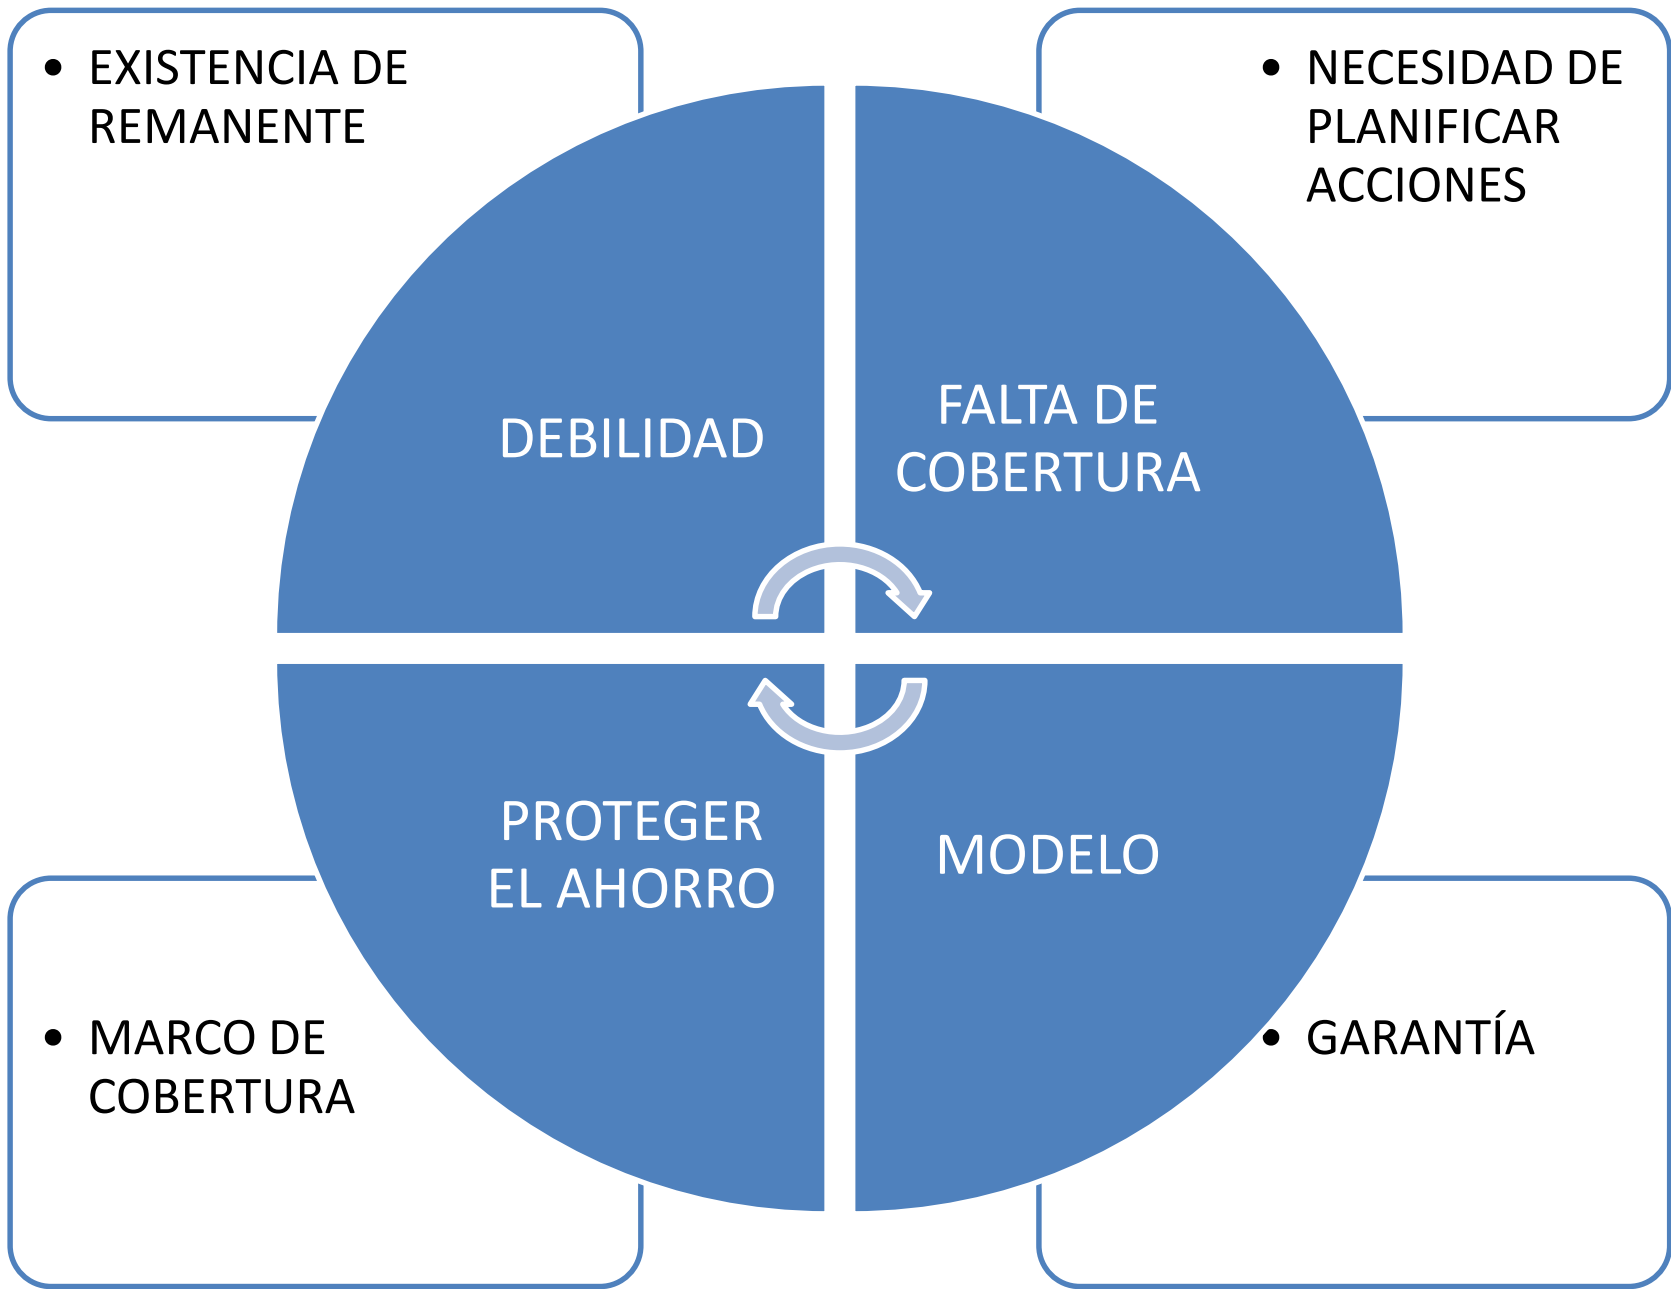 • EXISTENCIA DE
REMANENTE
• NECESIDAD DE
PLANIFICAR
ACCIONES
DEBILIDAD
FALTA DE
COBERTURA
PROTEGER
EL AHORRO
MODELO
• MARCO DE
COBERTURA
• GARANTÍA